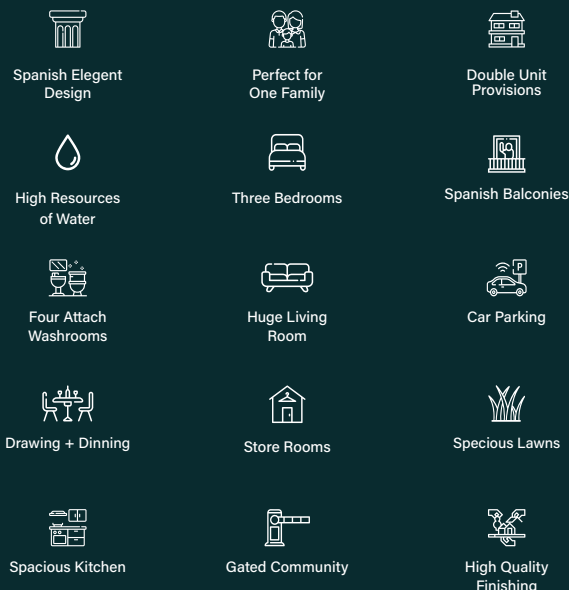 Spanish Elegent
Design
Perfect for
One Family
Double Unit
Provisions
High Resources
of Water
Three Bedrooms
Spanish Balconies
Four Attach
Washrooms
Huge Living
Room
P
Car Parking
Drawing + Dinning
Store Rooms
Specious Lawns
Spacious Kitchen
Gated Community
High Quality
Finishing